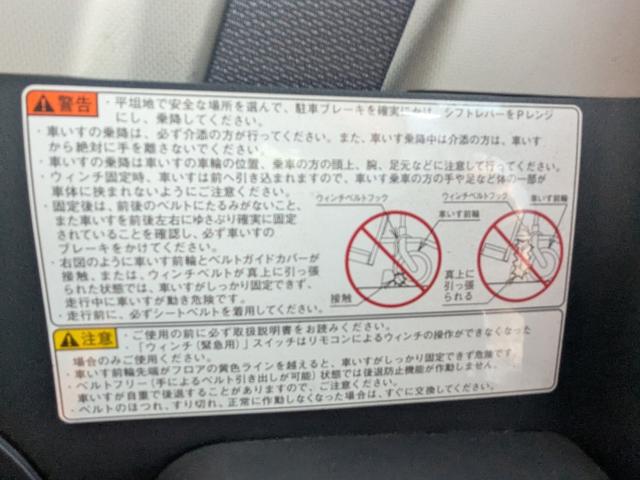 警告 ・平坦地で安全な場所を選んで、駐車ブレーキを確実にかけ、シフトレバーをPレンジ
にし、乗降してください。
・車いすの乗降は、必ず介添の方が行ってください。また、車いす乗降中は介添の方は、車いす
から絶対に手を離さないでください。
・車いすの乗降は車いすの車輪の位置、乗車の方の頭上、腕、足元などに注意して行ってください。
・ウィンチ固定時、車いすは前へ引き込まれますので、車いす乗車の方の手や足など体の一部が
車体に挟まれないようにご注意ください。
・固定後は、前後のベルトにたるみがないこと、
また車いすを前後左右にゆさぶり確実に固定
されていることを確認し、必ず車いすの
ブレーキをかけてください。
・右図のように車いす前輪とベルトガイドカバーが
接触、または、ウィンチベルトが真上に引っ張
られた状態では、車いすがしっかり固定できず、
走行中に車いすが動き危険です。
・走行前に、必ずシートベルトを着用してください。
ウィンチベルトフック
車いす前輪
接触
ウィンチベルトフック
車いす前輪
真上に
引っ張
られる
注意 ・ご使用の前に必ず取扱説明書をお読みください。
・「ウィンチ(緊急用)」スイッチはリモコンによるウィンチの操作ができなくなった
場合のみご使用ください。
・車いす前輪先端がフロアの黄色ラインを越えると、車いすがしっかり固定できず危険です。
・ベルトフリー(手によるベルト引き出しが可能)状態では後退防止機能が作動しません。
車いすが自重で後退することがありますので、ご注意ください。
・ベルトのほつれ、すり切れ、正常に作動しなくなった場合は、すぐに交換してください。